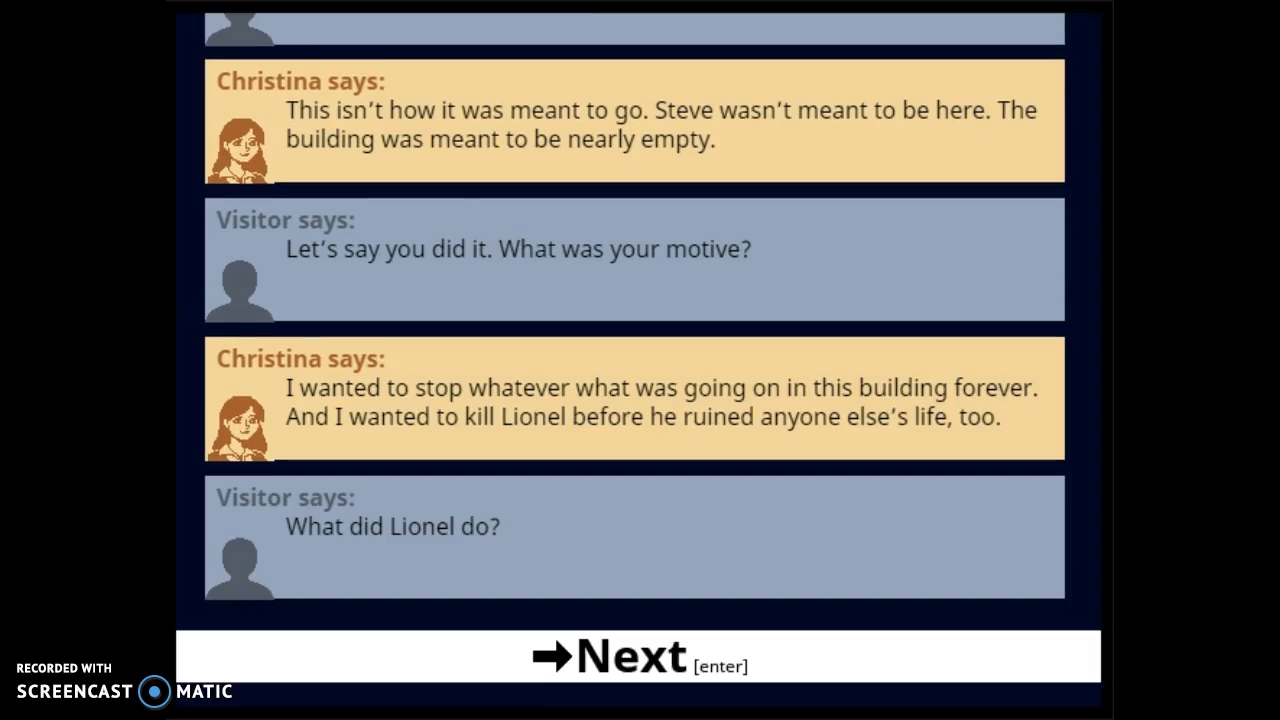 Christina says:
This isn't how it was meant to go. Steve wasn't meant to be here. The
building was meant to be nearly empty.
Visitor says:
Let's say you did it. What was your motive?
Christina says:
I wanted to stop whatever what was going on in this building forever.
And I wanted to kill Lionel before he ruined anyone else's life, too.
Visitor says:
What did Lionel do?
➡Next [enter]
RECORDED WITH
SCREENCAST MATIC